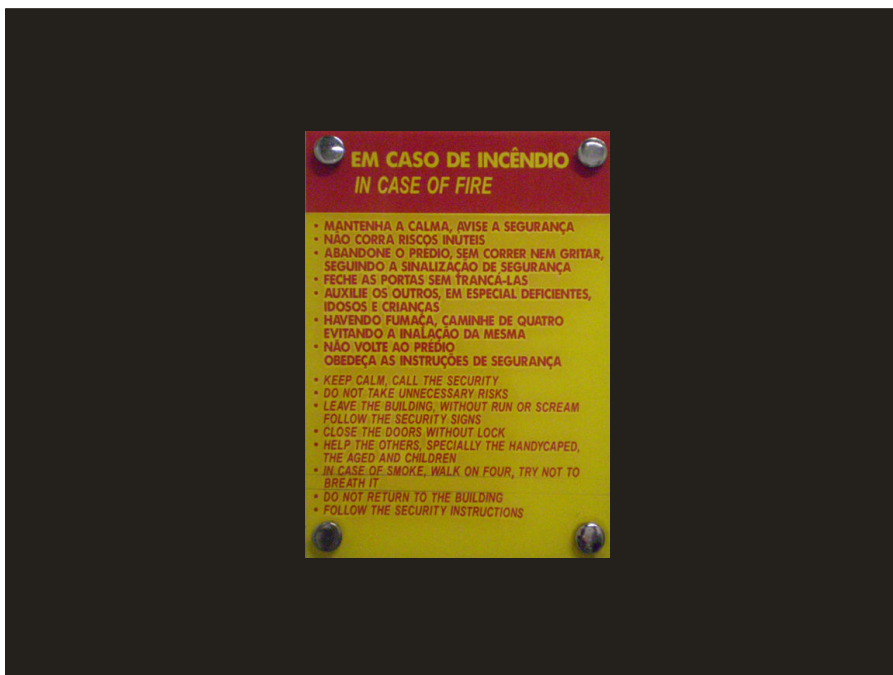 EM CASO DE INCÊNDIO
IN CASE OF FIRE
• MANTENHA A CALMA, AVISE A SEGURANÇA
• NÃO CORRA RISCOS INÚTEIS
• ABANDONE O PRÉDIO, SEM CORRER NEM GRITAR,
SEGUINDO A SINALIZAÇÃO DE SEGURANÇA
• FECHE AS PORTAS SEM TRANCÁ-LAS
• AUXILIE OS OUTROS, EM ESPECIAL DEFICIENTES,
IDOSOS E CRIANÇAS
• HAVENDO FUMAÇA, CAMINHE DE QUATRO
EVITANDO A INALAÇÃO DA MESMA
• NÃO VOLTE AO PRÉDIO
OBEDEÇA AS INSTRUÇÕES DE SEGURANÇA
• KEEP CALM, CALL THE SECURITY
• DO NOT TAKE UNNECESSARY RISKS
• LEAVE THE BUILDING, WITHOUT RUN OR SCREAM
FOLLOW THE SECURITY SIGNS
• CLOSE THE DOORS WITHOUT LOCK
• HELP THE OTHERS, SPECIALLY THE HANDYCAPED,
THE AGED AND CHILDREN
• IN CASE OF SMOKE, WALK ON FOUR, TRY NOT TO
BREATH IT
• DO NOT RETURN TO THE BUILDING
• FOLLOW THE SECURITY INSTRUCTIONS